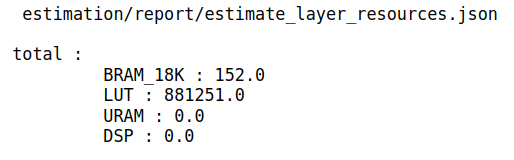 estimation/report/estimate_layer_resources.json
total :
BRAM_18K : 152.0
LUT : 881251.0
URAM : 0.0
DSP : 0.0